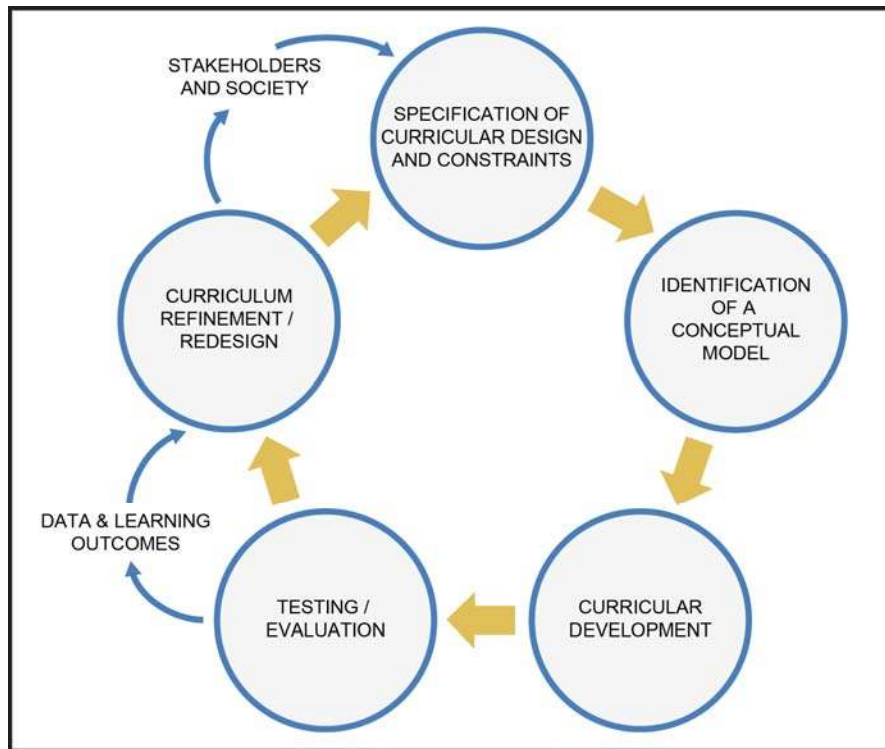 STAKEHOLDERS
AND SOCIETY
SPECIFICATION OF
CURRICULAR DESIGN
AND CONSTRAINTS
IDENTIFICATION
OF A
CONCEPTUAL
MODEL
CURRICULAR
DEVELOPMENT
TESTING /
EVALUATION
DATA & LEARNING
OUTCOMES
CURRICULUM
REFINEMENT /
REDESIGN